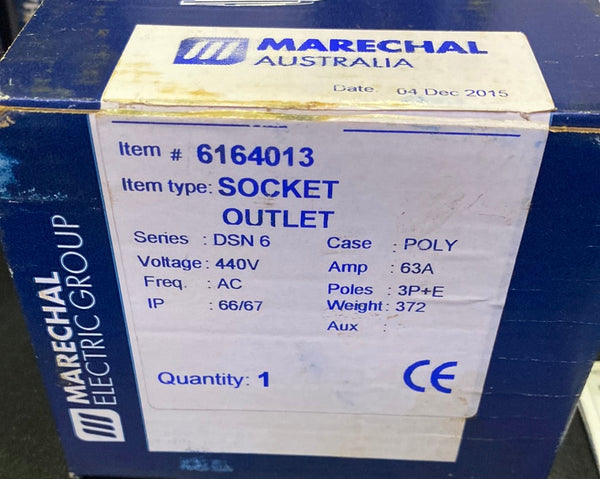 MARECHAL
AUSTRALIA
Date: 04 Dec 2015
Item # 6164013
Item type: SOCKET
OUTLET
Series : DSN 6
Voltage : 440V
Freq. : AC
IP : 66/67
Case : POLY
Amp : 63A
Poles : 3P+E
Weight : 372
Aux :
Quantity: 1
CE
MARECHAL
ELECTRIC GROUP